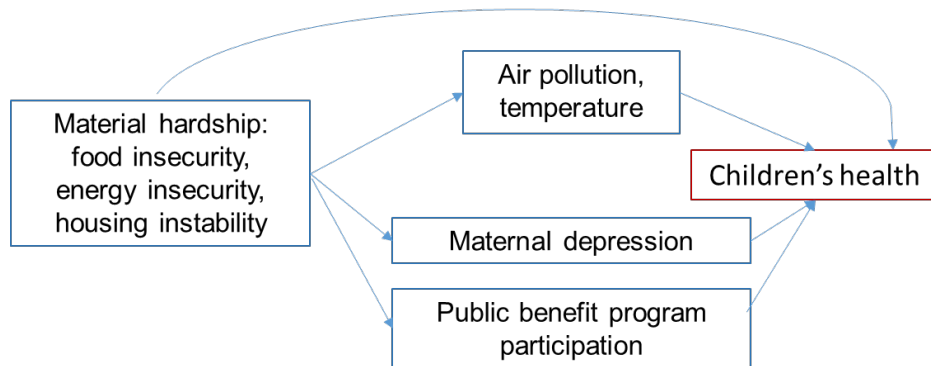 Material hardship:
food insecurity,
energy insecurity,
housing instability
Air pollution,
temperature
Children’s health
Maternal depression
Public benefit program
participation